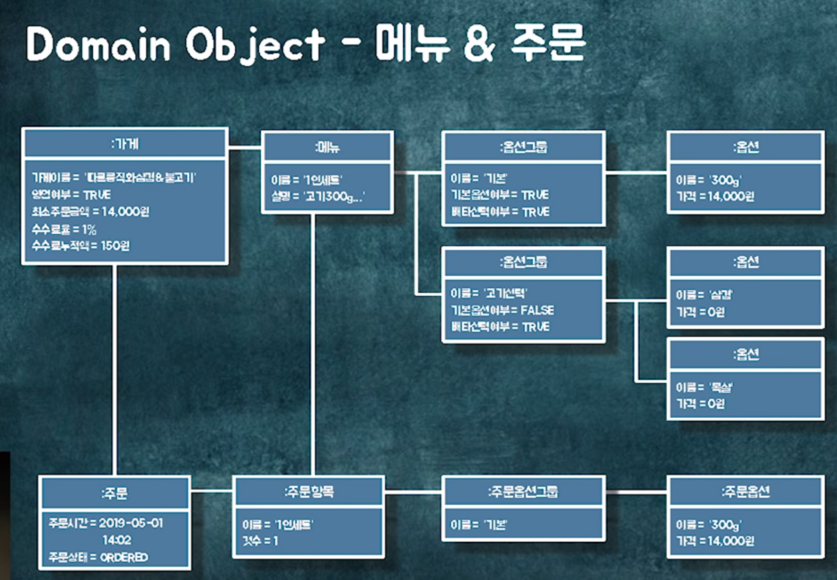 Domain Object - 메뉴 & 주문
:가게
가게이름 = '따르릉직화삼겹&불고기'
영업여부 = TRUE
최소주문금액 = 14,000원
수수료율 = 1%
수수료누적액 = 150원
:메뉴
이름 = '1인세트'
설명 = '고기300g...'
:옵션그룹
이름 = '기본'
기본옵션여부 = TRUE
배타선택여부 = TRUE
:옵션
이름 = '300g'
가격 = 14,000원
:옵션그룹
이름 = '고기선택'
기본옵션여부 = FALSE
배타선택여부 = TRUE
:옵션
이름 = '삼겹'
가격 = 0원
:옵션
이름 = '목살'
가격 = 0원
:주문
주문시간 = 2019-05-01
14:02
주문상태 = ORDERED
:주문항목
이름 = '1인세트'
갯수 = 1
:주문옵션그룹
이름 = '기본'
:주문옵션
이름 = '300g'
가격 = 14,000원